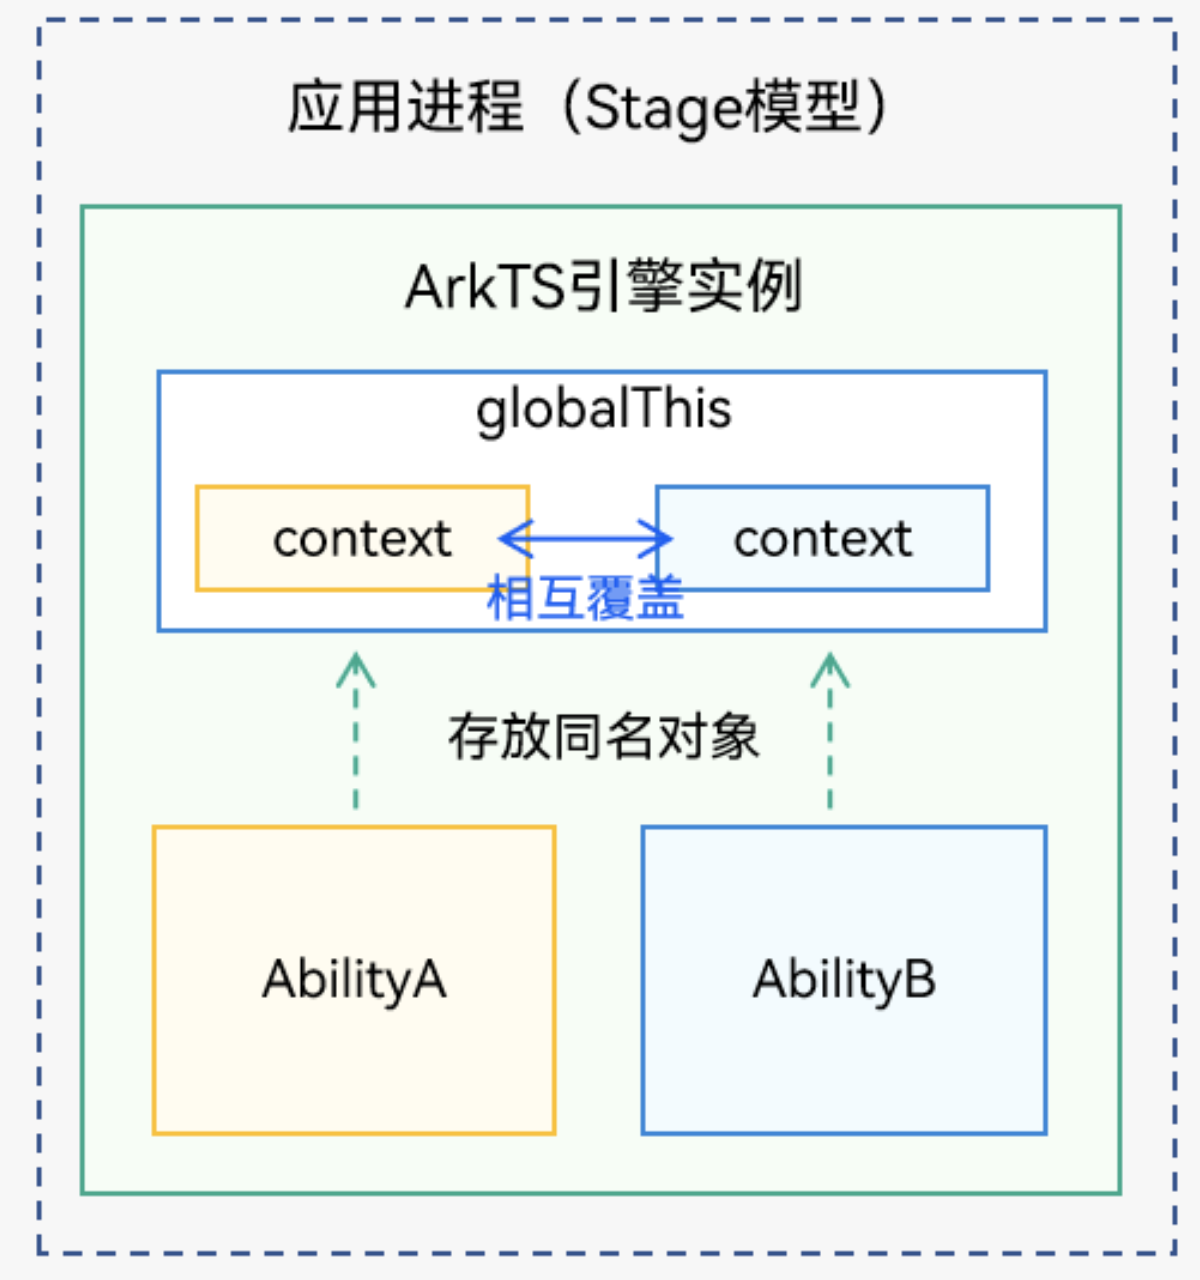 应用进程（Stage模型）
ArkTS引擎实例
globalThis
context
context
相互覆盖
存放同名对象
AbilityA
AbilityB